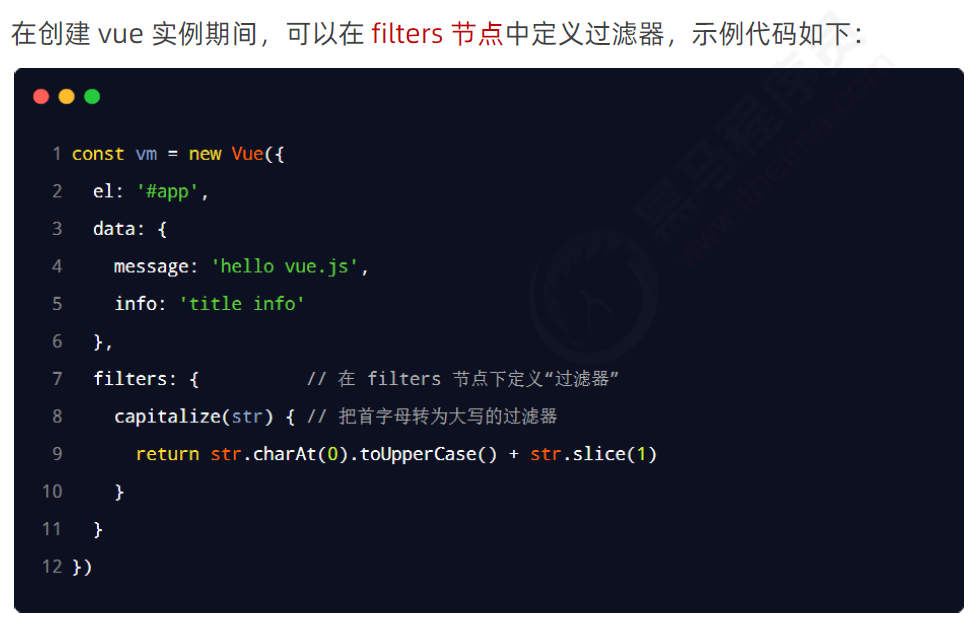 在创建 vue 实例期间，可以在 filters 节点中定义过滤器，示例代码如下：
1 const vm = new Vue({
2   el: '#app',
3   data: {
4     message: 'hello vue.js',
5     info: 'title info'
6   },
7   filters: {          // 在 filters 节点下定义“过滤器”
8     capitalize(str) { // 把首字母转为大写的过滤器
9       return str.charAt(0).toUpperCase() + str.slice(1)
10     }
11   }
12 })
黑马程序员
www.itheima.com